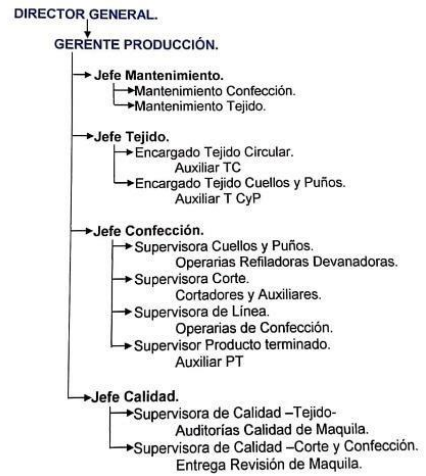 DIRECTOR GENERAL.
GERENTE PRODUCCIÓN.
Jefe Mantenimiento.
Mantenimiento Confección.
Mantenimiento Tejido.
Jefe Tejido.
Encargado Tejido Circular.
Auxiliar TC
Encargado Tejido Cuellos y Puños.
Auxiliar T CyP
Jefe Confección.
Supervisora Cuellos y Puños.
Operarias Refiladoras Devanadoras.
Supervisora Corte.
Cortadores y Auxiliares.
Supervisora de Línea.
Operarias de Confección.
Supervisor Producto terminado.
Auxiliar PT
Jefe Calidad.
Supervisora de Calidad –Tejido-
Auditorías Calidad de Maquila.
Supervisora de Calidad –Corte y Confección.
Entrega Revisión de Maquila.